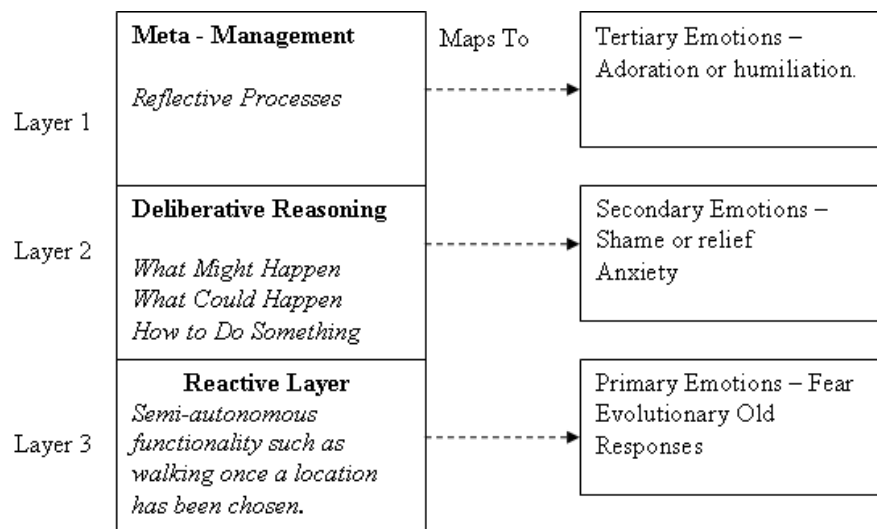 Meta - Management
Maps To
Tertiary Emotions –
Adoration or humiliation.
Reflective Processes
Layer 1
Deliberative Reasoning
Secondary Emotions –
Shame or relief
Anxiety
Layer 2
What Might Happen
What Could Happen
How to Do Something
Reactive Layer
Primary Emotions – Fear
Evolutionary Old
Responses
Layer 3
Semi-autonomous
functionality such as
walking once a location
has been chosen.